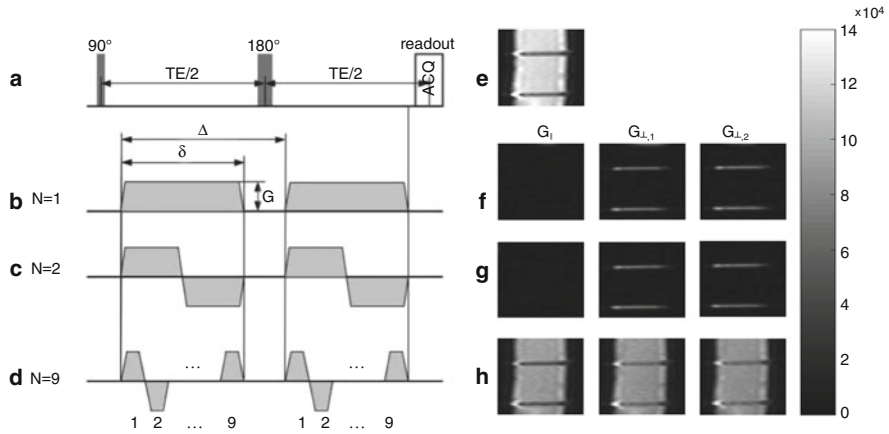 90° 180° readout
a TE/2 TE/2 ACQ
Δ
δ
b N=1 G
c N=2
d N=9 ... ...
1 2 ... 9 1 2 ... 9
e
G∥ G⊥,1 G⊥,2
f
g
h
×10⁴
14
12
10
8
6
4
2
0